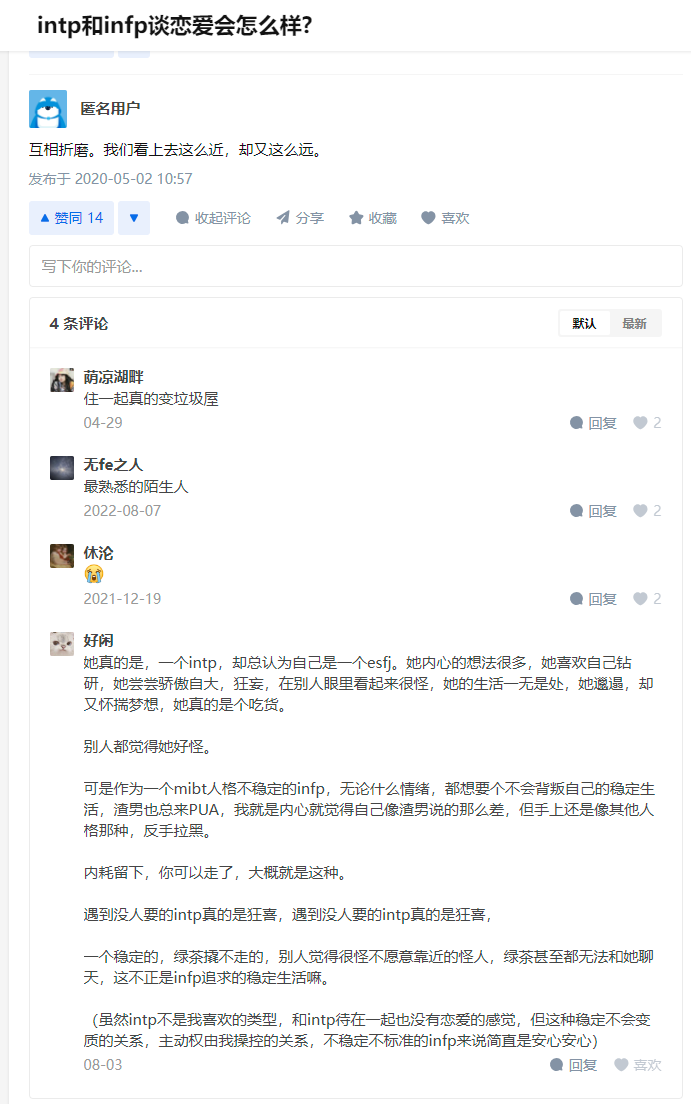 intp和infp谈恋爱会怎么样?
匿名用户
互相折磨。我们看上去这么近，却又这么远。
发布于 2020-05-02 10:57
赞同 14 收起评论 分享 收藏 喜欢
写下你的评论...
4 条评论 默认 最新
荫凉湖畔
住一起真的变垃圾屋
04-29 回复 2
无fe之人
最熟悉的陌生人
2022-08-07 回复 2
休沦
😭
2021-12-19 回复 2
好闲
她真的是，一个intp，却总认为自己是一个esfj。她内心的想法很多，她喜欢自己钻
研，她尝尝骄傲自大，狂妄，在别人眼里看起来很怪，她的生活一无是处，她邋遢，却
又怀揣梦想，她真的是个吃货。
别人都觉得她好怪。
可是作为一个mibt人格不稳定的infp，无论什么情绪，都想要个不会背叛自己的稳定生
活，渣男也总来PUA，我就是内心就觉得自己像渣男说的那么差，但手上还是像其他人
格那种，反手拉黑。
内耗留下，你可以走了，大概就是这种。
遇到没人要的intp真的是狂喜，遇到没人要的intp真的是狂喜，
一个稳定的，绿茶撬不走的，别人觉得很怪不愿意靠近的怪人，绿茶甚至都无法和她聊
天，这不正是infp追求的稳定生活嘛。
（虽然intp不是我喜欢的类型，和intp待在一起也没有恋爱的感觉，但这种稳定不会变
质的关系，主动权由我操控的关系，不稳定不标准的infp来说简直是安心安心）
08-03 回复 喜欢